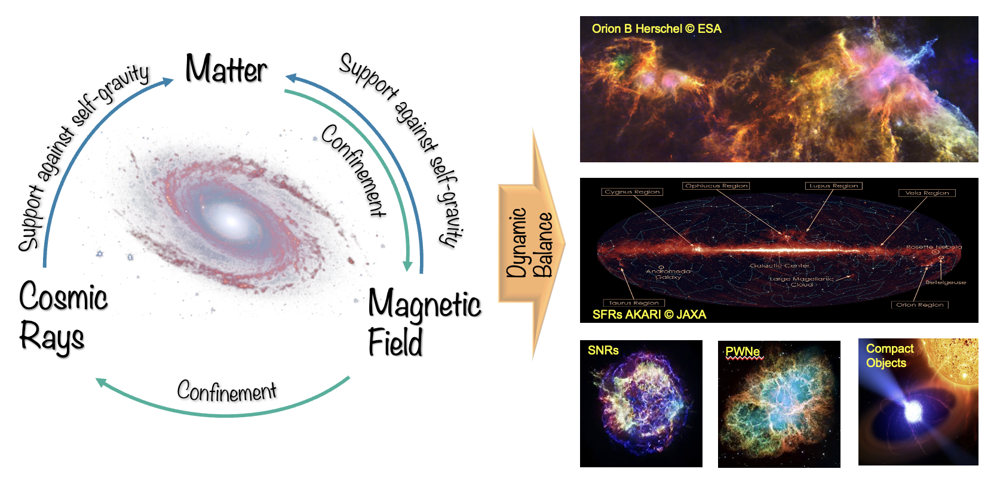 Matter
Support against self-gravity
Support against self-gravity
Confinement
Cosmic
Rays
Magnetic
Field
Confinement
Dynamic
Balance
Orion B Herschel © ESA
Cygnus Region
Ophiucus Region
Lupus Region
Vela Region
Rosette Nebula
Galactic Center
Andromeda
Galaxy
Large Magellanic
Cloud
Betelgeuse
Taurus Region
Orion Region
SFRs AKARI © JAXA
SNRs
PWNe
Compact
Objects